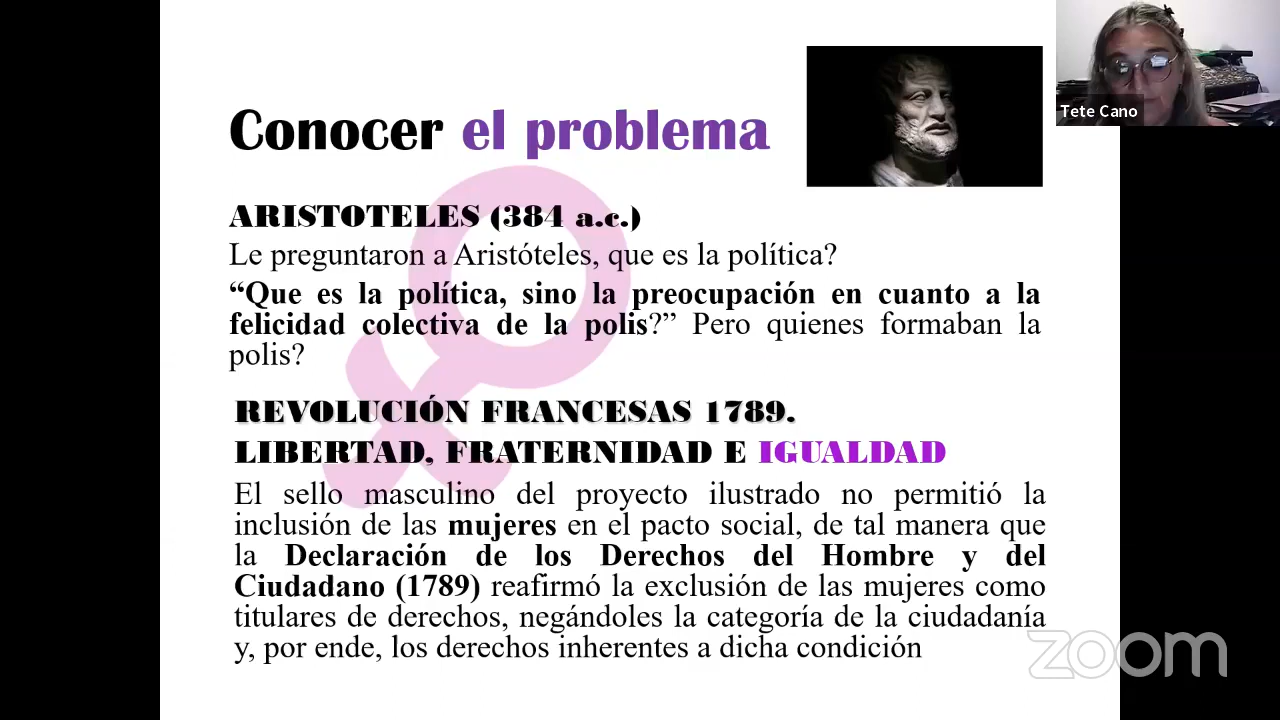 Tete Cano
Conocer el problema
ARISTOTELES (384 a.c.)
Le preguntaron a Aristóteles, que es la política?
“Que es la política, sino la preocupación en cuanto a la
felicidad colectiva de la polis?” Pero quienes formaban la
polis?
REVOLUCIÓN FRANCESAS 1789.
LIBERTAD, FRATERNIDAD E IGUALDAD
El sello masculino del proyecto ilustrado no permitió la
inclusión de las mujeres en el pacto social, de tal manera que
la Declaración de los Derechos del Hombre y del
Ciudadano (1789) reafirmó la exclusión de las mujeres como
titulares de derechos, negándoles la categoría de la ciudadanía
y, por ende, los derechos inherentes a dicha condición
zoom